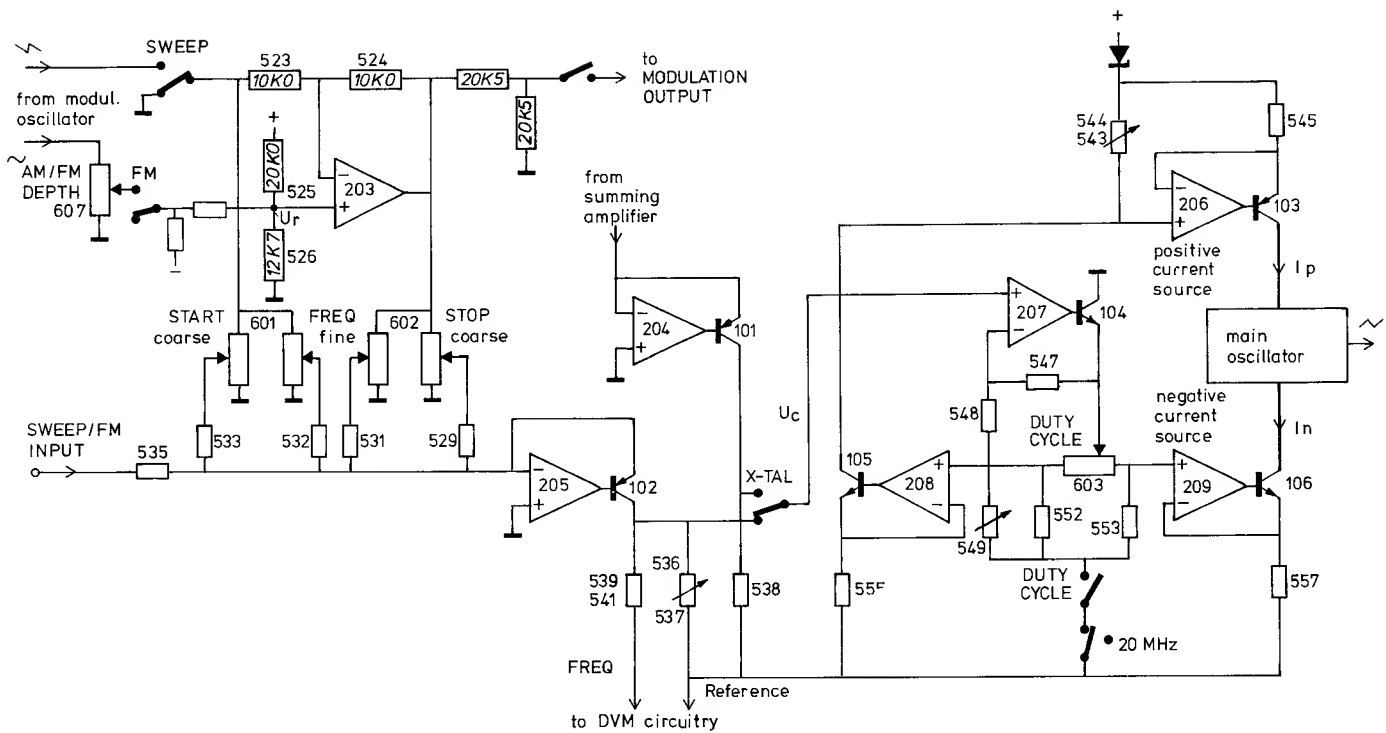 SWEEP
from modul.
oscillator
AM/FM
DEPTH
607
FM
523
10K0
524
10K0
20K5
20K5
to
MODULATION
OUTPUT
+
20K0
525
Ur
12K7
526
−
−
+
203
START
coarse
601
FREQ
fine
602
STOP
coarse
SWEEP/FM
INPUT
535
533
532
531
529
from
summing
amplifier
−
+
204
101
−
+
205
102
X-TAL
Uc
539
541
536
537
538
FREQ
Reference
to DVM circuitry
+
544
543
545
−
+
206
103
positive
current
source
Ip
+
−
207
104
main
oscillator
547
548
DUTY
CYCLE
negative
current
source
In
105
+
−
208
603
+
−
209
106
549
552
553
DUTY
CYCLE
557
20 MHz